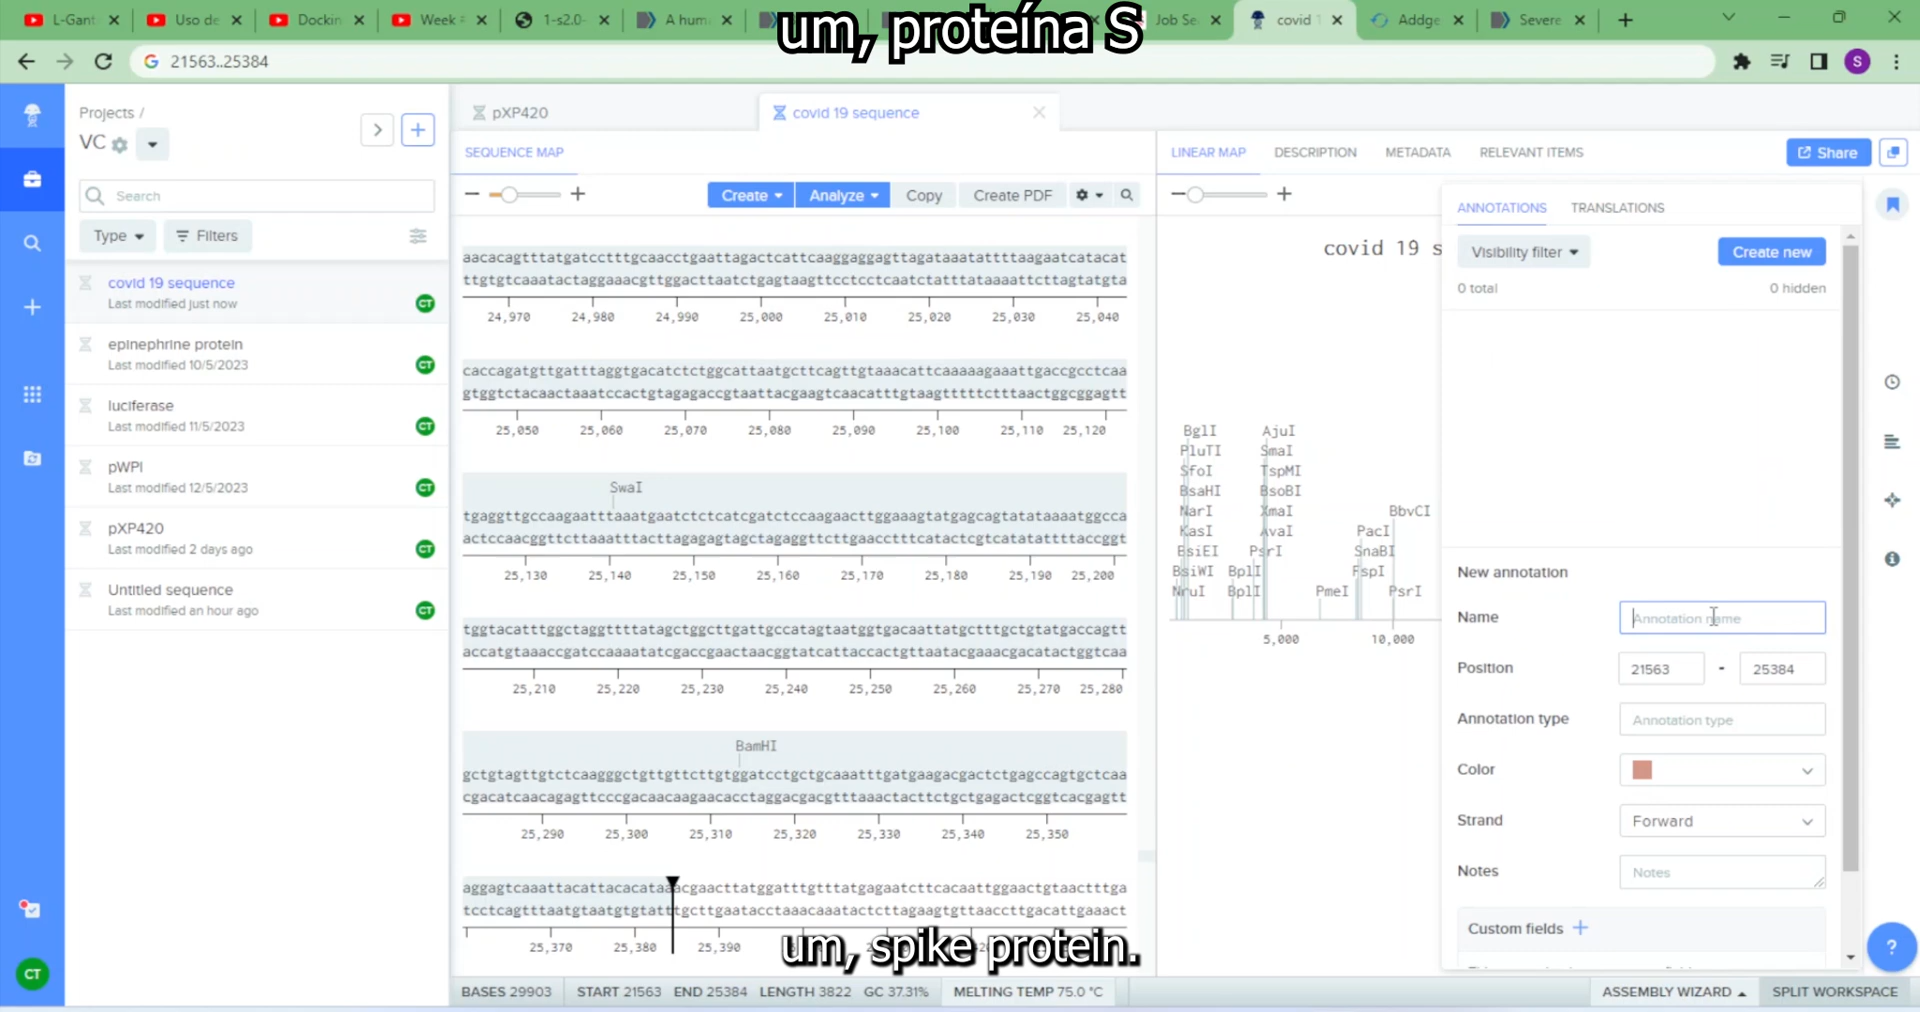 L-Gant
Uso de
Dockin
Week #
1-s2.0-
A hum
Job Se
covid 1
Addge
Severe
um, proteína S
21563..25384
S
Projects /
VC
Search
Type
Filters
covid 19 sequence
Last modified just now
CT
epinephrine protein
Last modified 10/5/2023
CT
luciferase
Last modified 11/5/2023
CT
pWPI
Last modified 12/5/2023
CT
pXP420
Last modified 2 days ago
CT
Untitled sequence
Last modified an hour ago
CT
CT
pXP420
covid 19 sequence
SEQUENCE MAP
Create
Analyze
Copy
Create PDF
aacacagtttatgatcctttgcaacctgaattagactcattcaaggaggagttagataaatattttaagaatcatacat
ttgtgtcaaatactaggaaacgttggacttaatctgagtaagttcctcctcaatctatttataaaattcttagtatgta
24,970 24,980 24,990 25,000 25,010 25,020 25,030 25,040
caccagatgttgatttaggtgacatctctggcattaatgcttcagttgtaaacattcaaaaagaaattgaccgcctcaa
gtggtctacaactaaatccactgtagagaccgtaattacgaagtcaacatttgtaagtttttctttaactggcggagtt
25,050 25,060 25,070 25,080 25,090 25,100 25,110 25,120
SwaI
tgaggttgccaagaatttaaatgaatctctcatcgatctccaagaacttggaaagtatgagcagtatataaaatggcca
actccaacggttcttaaatttacttagagagtagctagaggttcttgaacctttcatactcgtcatatattttaccggt
25,130 25,140 25,150 25,160 25,170 25,180 25,190 25,200
tggtacatttggctaggttttatagctggcttgattgccatagtaatggtgacaattatgctttgctgtatgaccagtt
accatgtaaaccgatccaaaatatcgaccgaactaacggtatcattaccactgttaatacgaaacgacatactggtcaa
25,210 25,220 25,230 25,240 25,250 25,260 25,270 25,280
BamHI
gctgtagttgtctcaagggctgttgttcttgtggatcctgctgcaaatttgatgaagacgactctgagccagtgctcaa
cgacatcaacagagttcccgacaacaagaacacctaggacgacgtttaaactacttctgctgagactcggtcacgagtt
25,290 25,300 25,310 25,320 25,330 25,340 25,350
aggagtcaaattacattacacataaacgaacttatggatttgtttatgagaatcttcacaattggaactgtaactttga
tcctcagtttaatgtaatgtgtatttgcttgaatacctaaacaaatactcttagaagtgttaaccttgacattgaaact
25,370 25,380 25,390
um, spike protein.
BASES 29903 START 21563 END 25384 LENGTH 3822 GC 37.31% MELTING TEMP 75.0 °C
LINEAR MAP
DESCRIPTION
METADATA
RELEVANT ITEMS
Share
covid 19 s
BglI AjuI
PluTI SmaI
SfoI TspMI
BsaHI BsoBI
NarI XmaI BbvCI
KasI AvaI PacI
BsiEI PsrI SnaBI
BsiWI BplI FspI
NruI BplI PmeI PsrI
5,000 10,000
ANNOTATIONS
TRANSLATIONS
Visibility filter
Create new
0 total
0 hidden
New annotation
Name
Annotation name
Position
21563 - 25384
Annotation type
Annotation type
Color
Strand
Forward
Notes
Notes
Custom fields +
?
ASSEMBLY WIZARD
SPLIT WORKSPACE